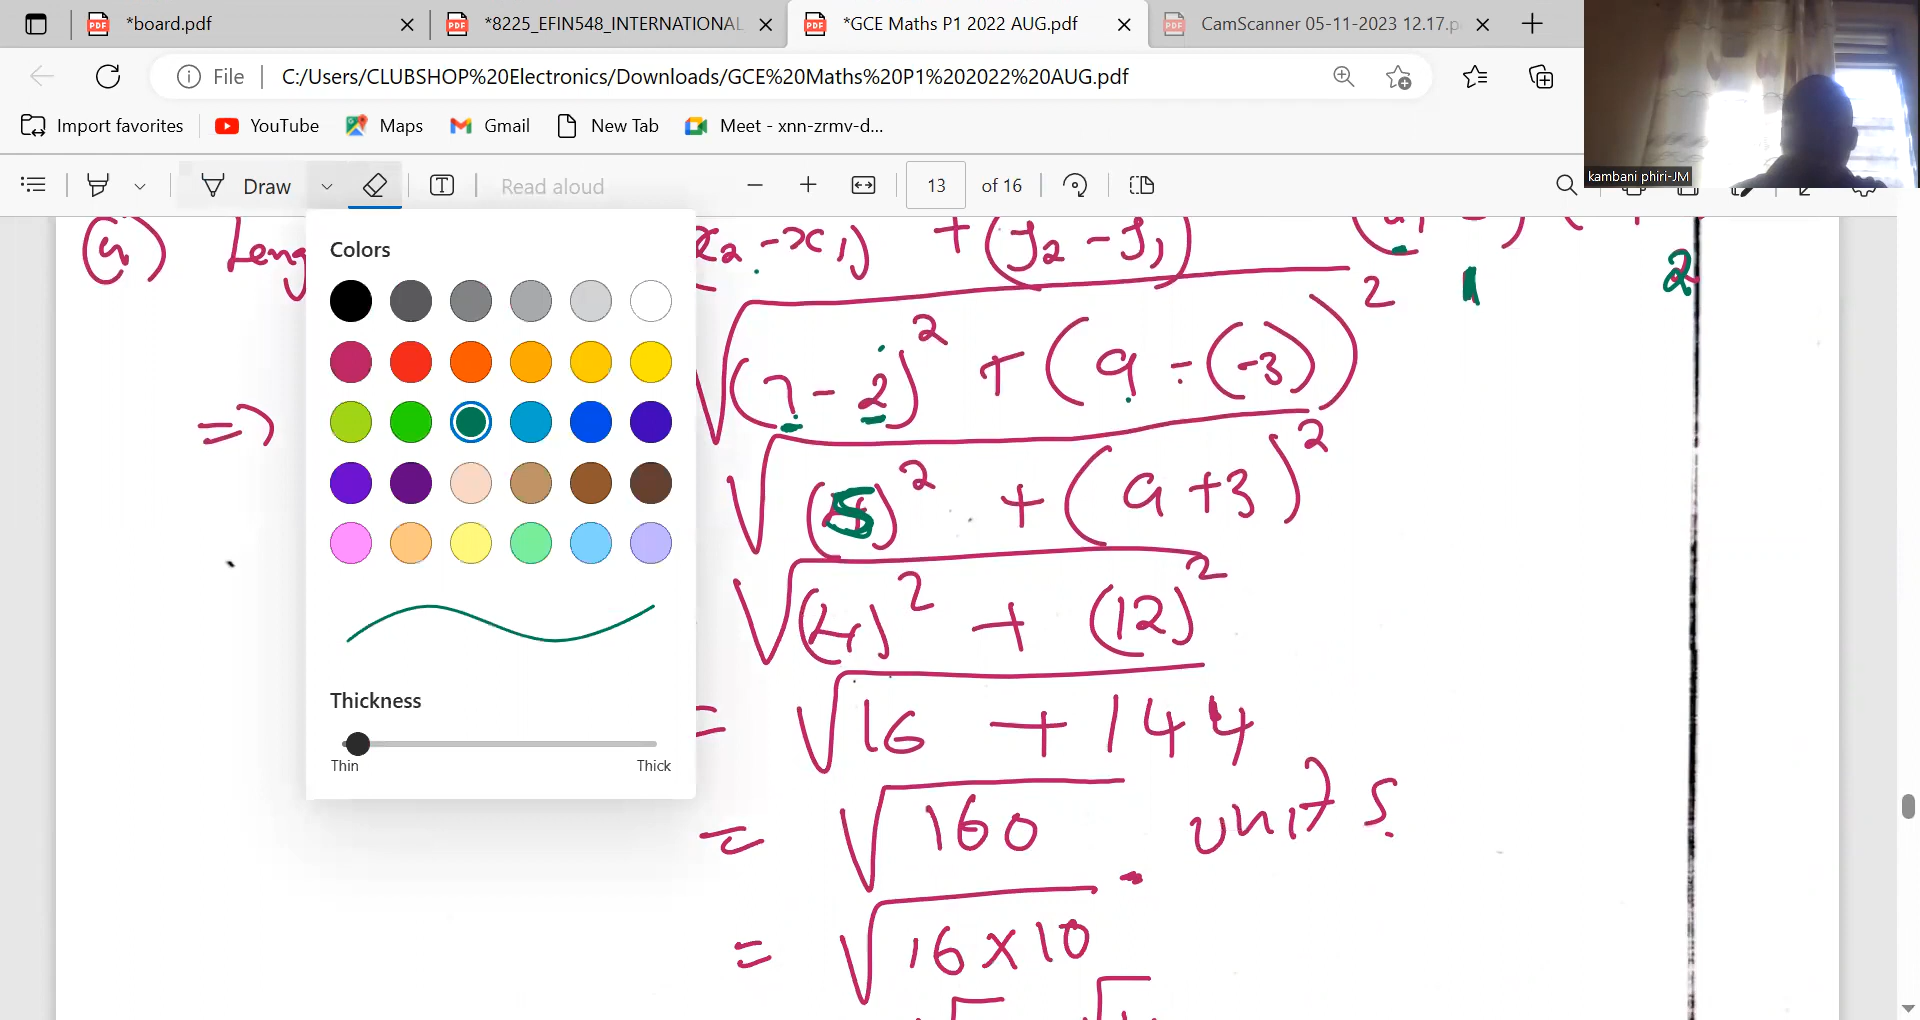 *board.pdf
*8225_EFIN548_INTERNATIONAL
*GCE Maths P1 2022 AUG.pdf
CamScanner 05-11-2023 12.17.p
File
C:/Users/CLUBSHOP%20Electronics/Downloads/GCE%20Maths%20P1%202022%20AUG.pdf
Import favorites
YouTube
Maps
Gmail
New Tab
Meet - xnn-zrmv-d...
kambani phiri-JM
Draw
Read aloud
13 of 16
Colors
Thickness
Thin
Thick
(a) Leng
x2 - x1) + (y2 - y1)
1 2
=> √(7 - 2)² + (9 - (-3))²
√(5)² + (9 + 3)²
√(4)² + (12)²
= √16 + 144
= √160 . units
= √16 x 10